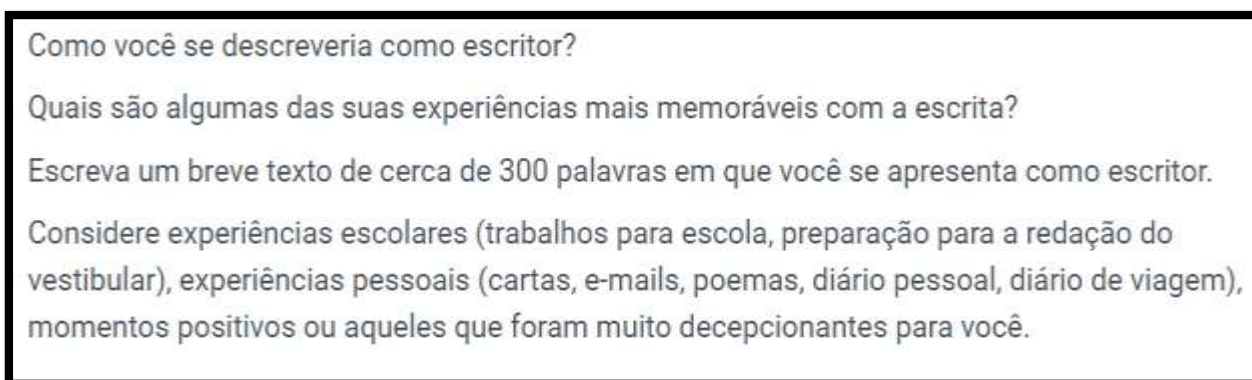 Como você se descreveria como escritor?
Quais são algumas das suas experiências mais memoráveis com a escrita?
Escreva um breve texto de cerca de 300 palavras em que você se apresenta como escritor.
Considere experiências escolares (trabalhos para escola, preparação para a redação do
vestibular), experiências pessoais (cartas, e-mails, poemas, diário pessoal, diário de viagem),
momentos positivos ou aqueles que foram muito decepcionantes para você.